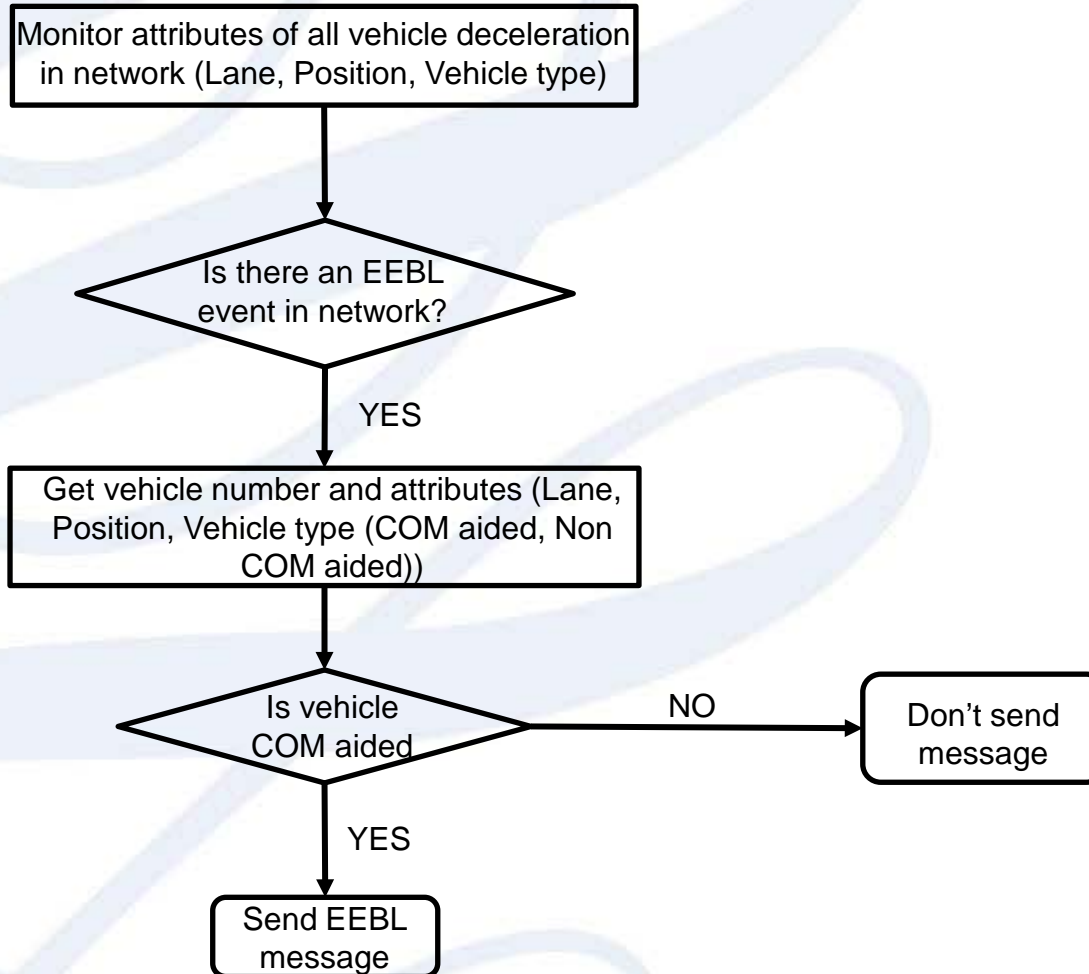 Monitor attributes of all vehicle deceleration
in network (Lane, Position, Vehicle type)
Is there an EEBL
event in network?
YES
Get vehicle number and attributes (Lane,
Position, Vehicle type (COM aided, Non
COM aided))
Is vehicle
COM aided
NO
Don’t send
message
YES
Send EEBL
message